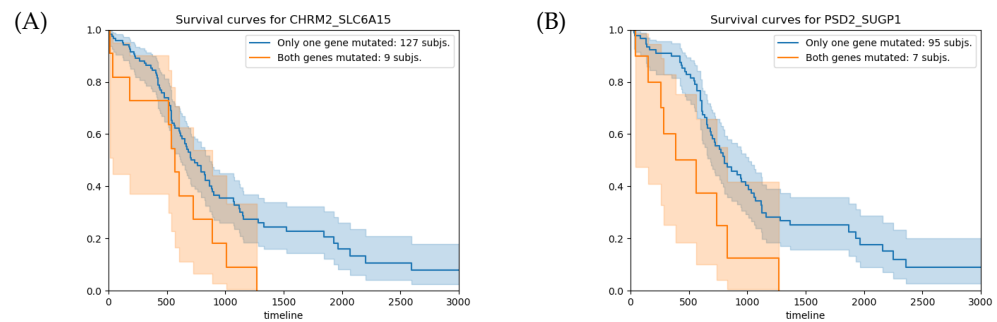 (A)
Survival curves for CHRM2_SLC6A15
1.0
0.8
0.6
0.4
0.2
0.0
0
500
1000
1500
2000
2500
3000
timeline
Only one gene mutated: 127 subjs.
Both genes mutated: 9 subjs.
(B)
Survival curves for PSD2_SUGP1
1.0
0.8
0.6
0.4
0.2
0.0
0
500
1000
1500
2000
2500
3000
timeline
Only one gene mutated: 95 subjs.
Both genes mutated: 7 subjs.